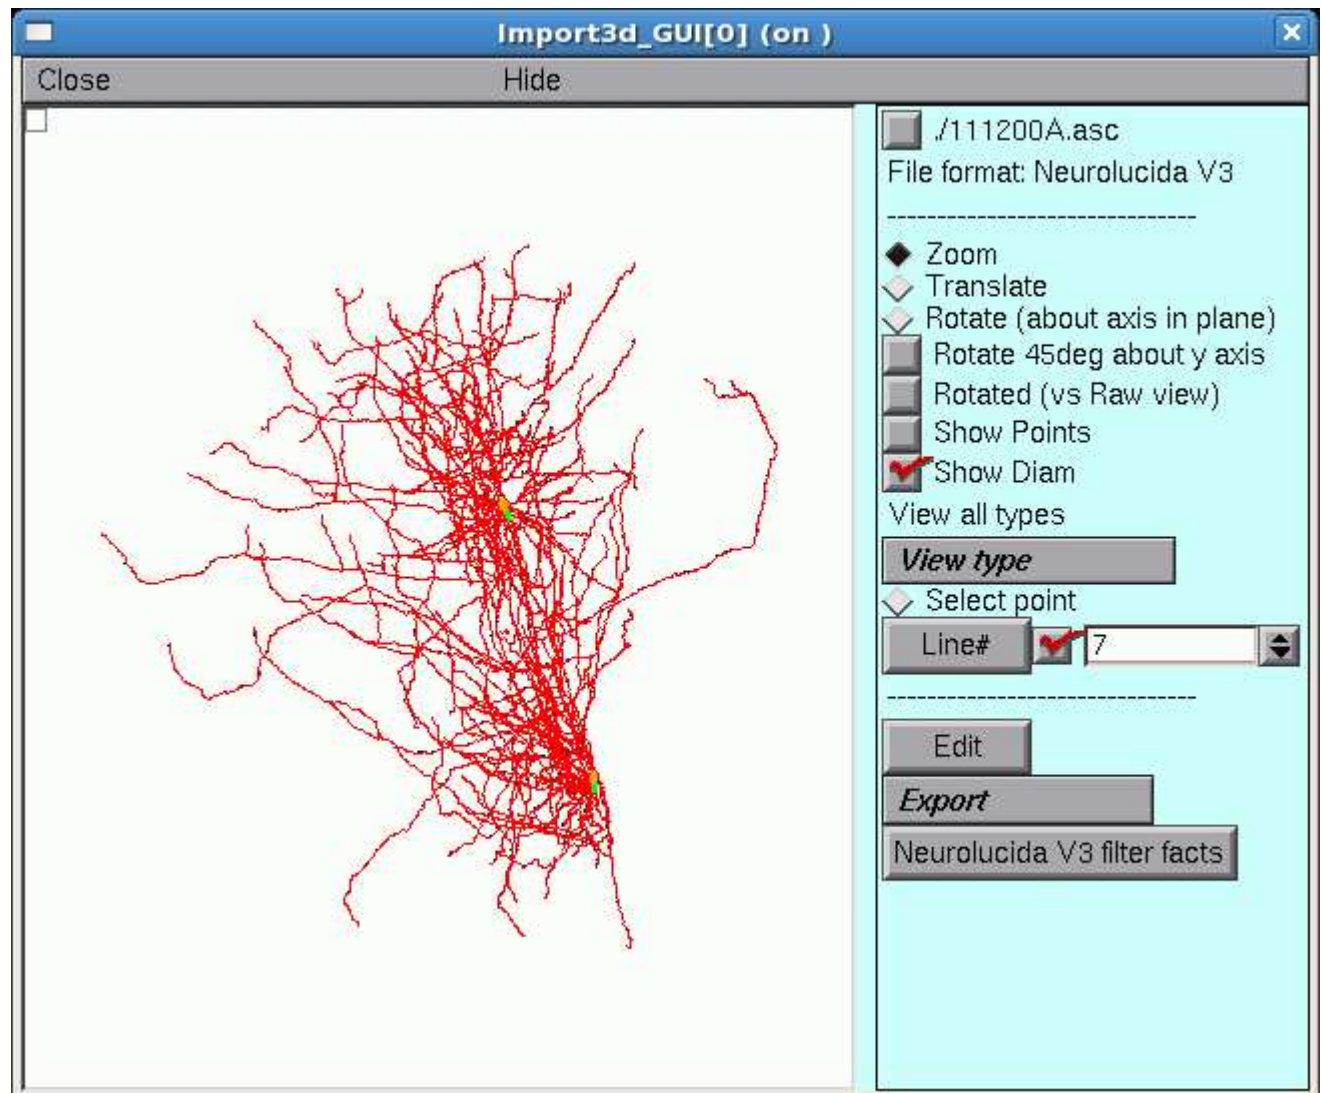 Import3d_GUI[0] (on )
Close Hide
./111200A.asc
File format: Neurolucida V3
-------------------------------
Zoom
Translate
Rotate (about axis in plane)
Rotate 45deg about y axis
Rotated (vs Raw view)
Show Points
Show Diam
View all types
View type
Select point
Line# 7
-------------------------------
Edit
Export
Neurolucida V3 filter facts